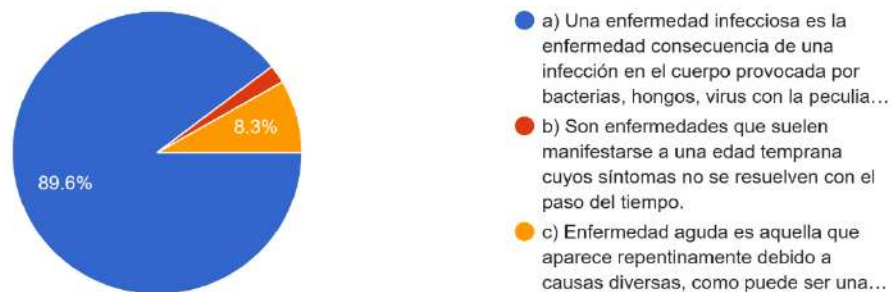 89.6%
8.3%
a) Una enfermedad infecciosa es la
enfermedad consecuencia de una
infección en el cuerpo provocada por
bacterias, hongos, virus con la peculia…
b) Son enfermedades que suelen
manifestarse a una edad temprana
cuyos síntomas no se resuelven con el
paso del tiempo.
c) Enfermedad aguda es aquella que
aparece repentinamente debido a
causas diversas, como puede ser una…